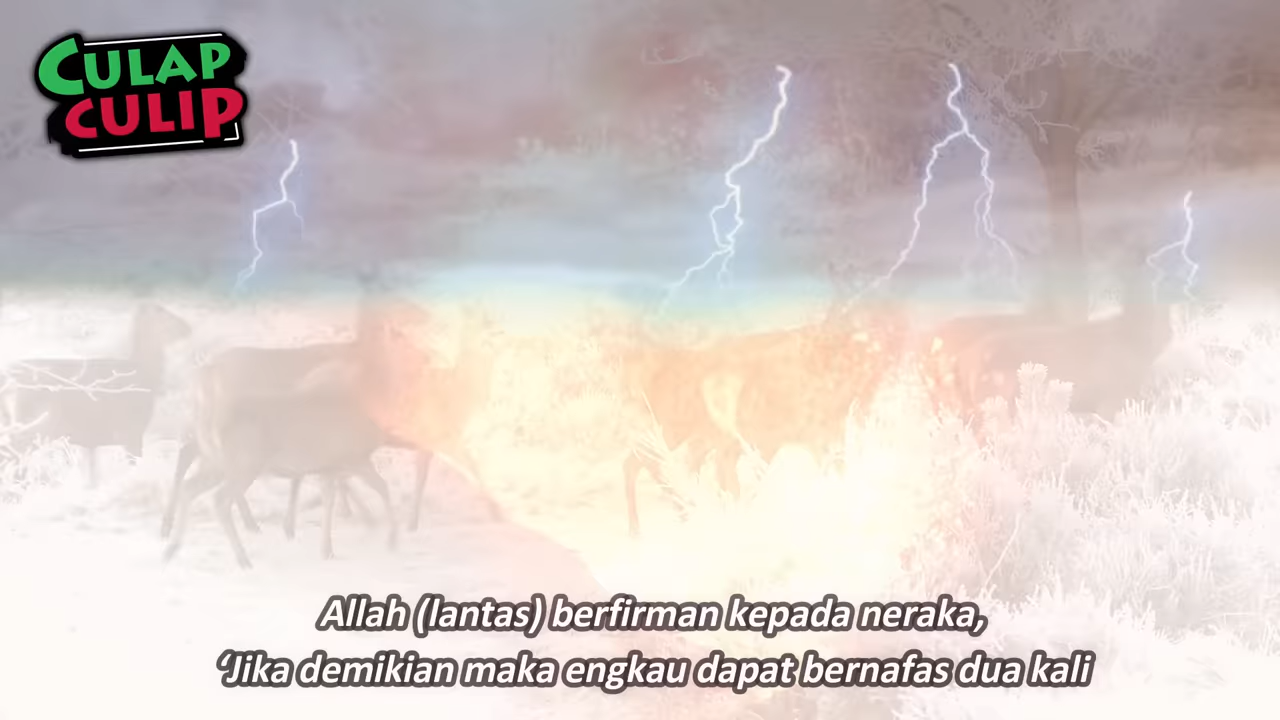 CULAP
CULIP
Allah (lantas) berfirman kepada neraka,
‘Jika demikian maka engkau dapat bernafas dua kali